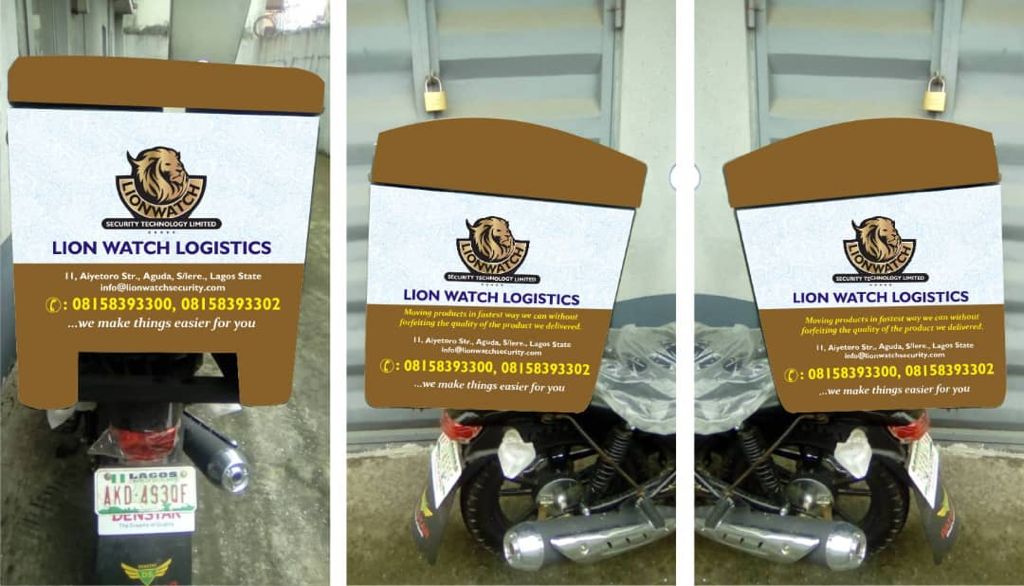 LIONWATCH
SECURITY TECHNOLOGY LIMITED
LION WATCH LOGISTICS
11, Aiyetoro Str., Aguda, S/lere., Lagos State
info@lionwatchsecurity.com
✆: 08158393300, 08158393302
...we make things easier for you
LAGOS
AKD-4930F
DENSTAR
LIONWATCH
SECURITY TECHNOLOGY LIMITED
LION WATCH LOGISTICS
Moving products in fastest way we can without
forfeiting the quality of the product we delivered.
11, Aiyetoro Str., Aguda, S/lere., Lagos State
info@lionwatchsecurity.com
✆: 08158393300, 08158393302
...we make things easier for you
LIONWATCH
SECURITY TECHNOLOGY LIMITED
LION WATCH LOGISTICS
Moving products in fastest way we can without
forfeiting the quality of the product we delivered.
11, Aiyetoro Str., Aguda, S/lere., Lagos State
info@lionwatchsecurity.com
✆: 08158393300, 08158393302
...we make things easier for you